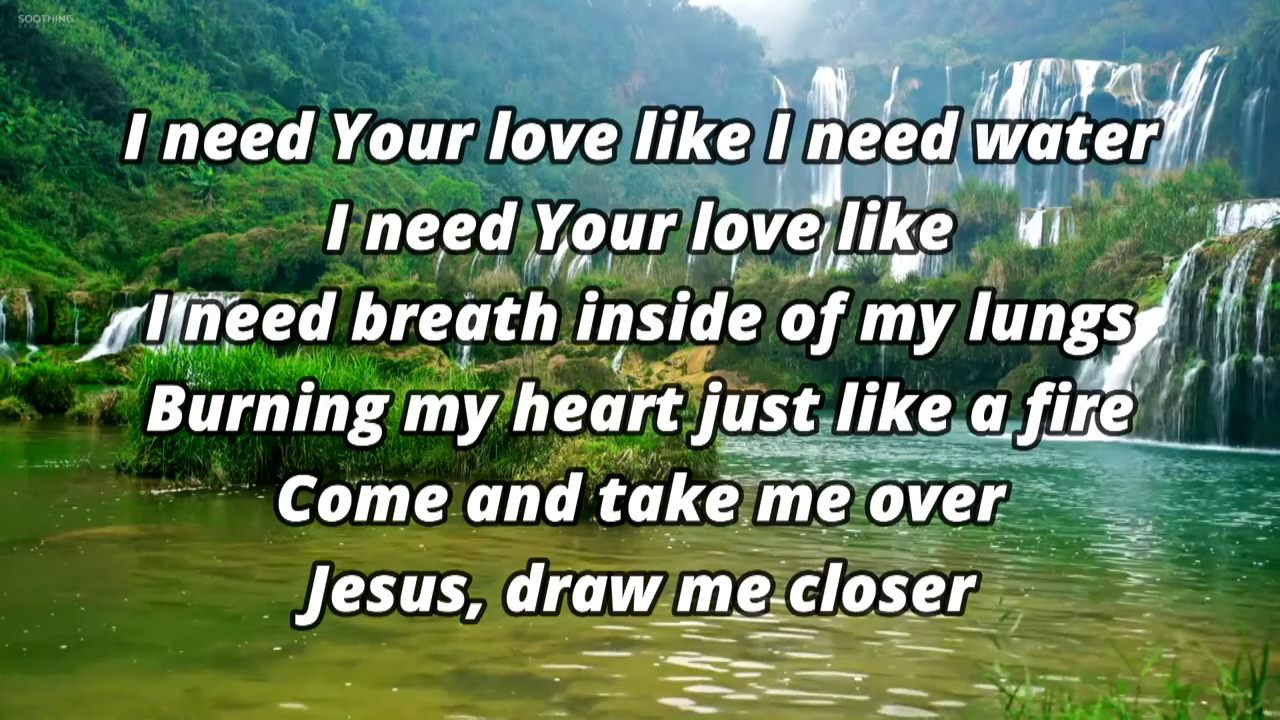 SOOTHING
I need Your love like I need water
I need Your love like
I need breath inside of my lungs
Burning my heart just like a fire
Come and take me over
Jesus, draw me closer